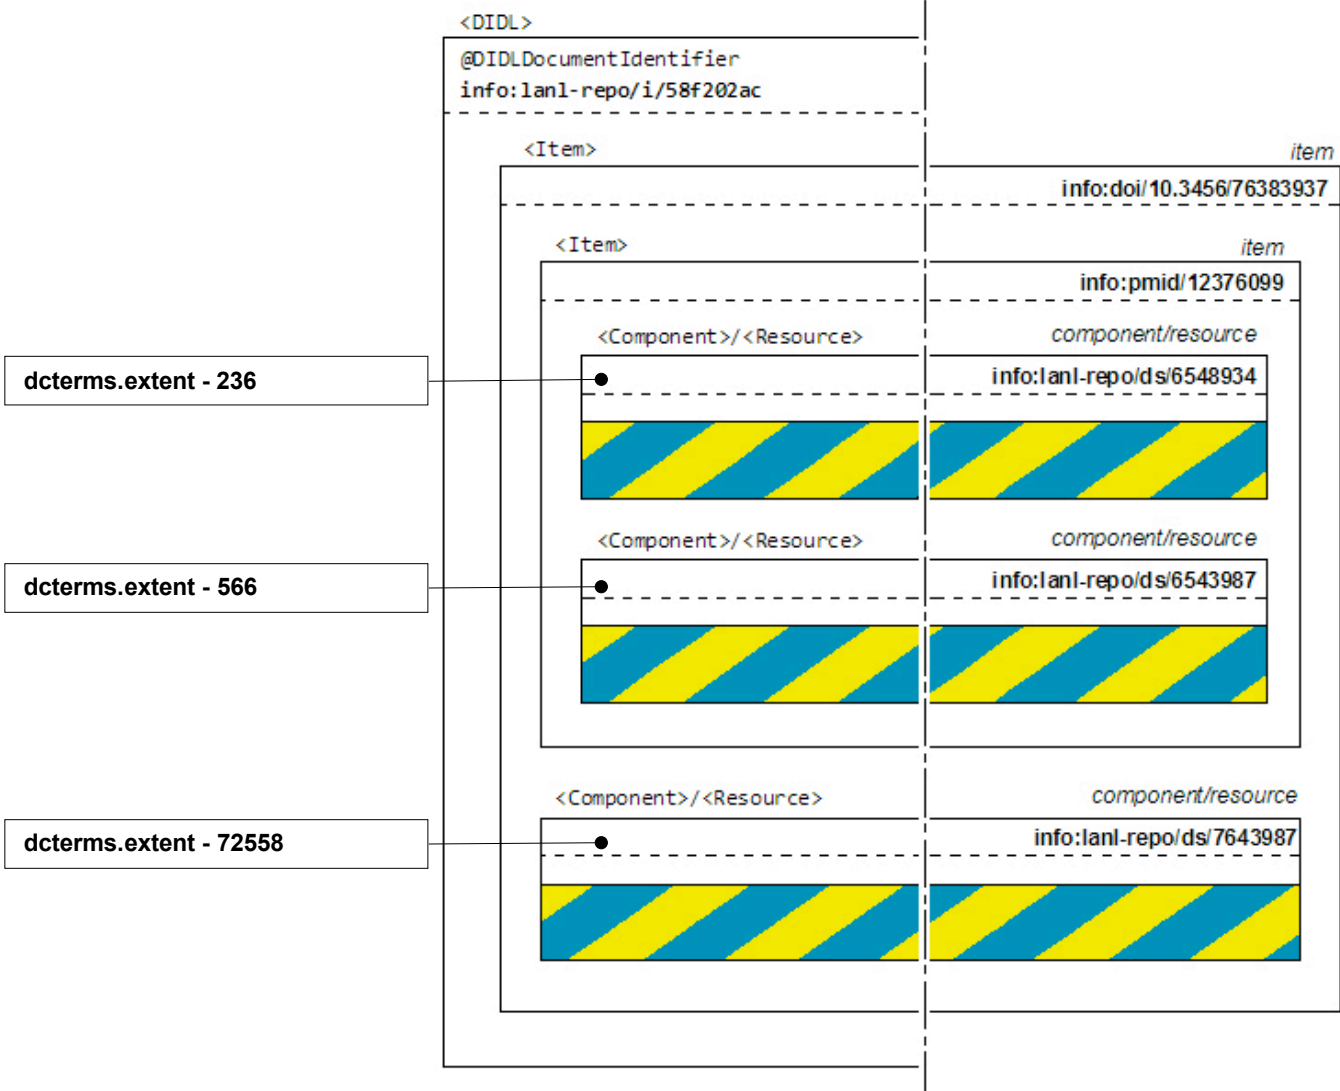 <DIDL>
@DIDLDocumentIdentifier
info:lanl-repo/i/58f202ac
<Item>
item
info:doi/10.3456/76383937
<Item>
item
info:pmid/12376099
<Component>/<Resource>
component/resource
dcterms.extent - 236
info:lanl-repo/ds/6548934
<Component>/<Resource>
component/resource
dcterms.extent - 566
info:lanl-repo/ds/6543987
<Component>/<Resource>
component/resource
dcterms.extent - 72558
info:lanl-repo/ds/7643987